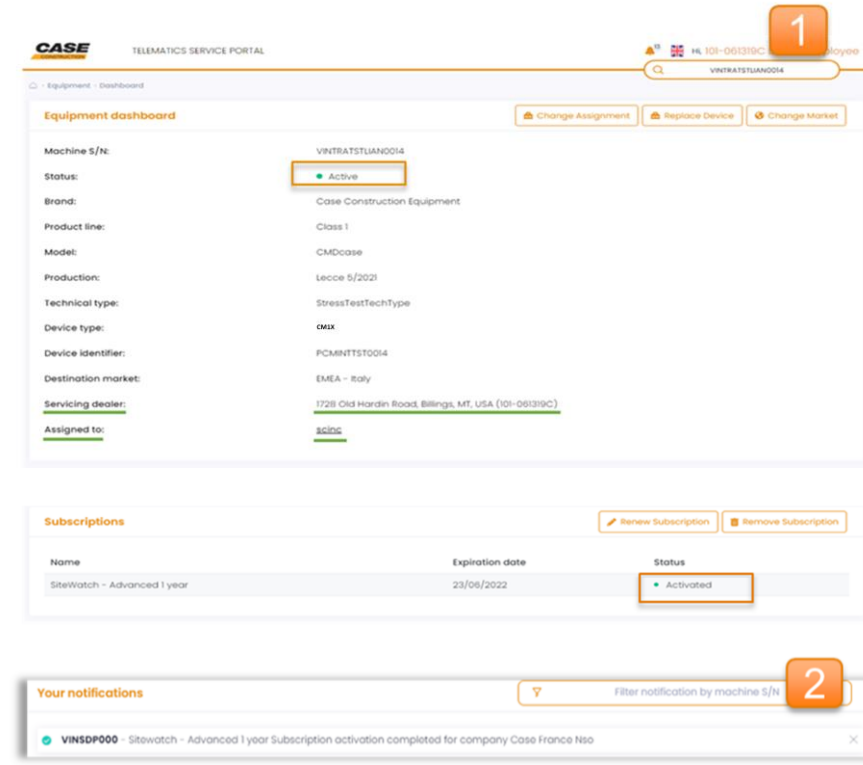 1
CASE
CONSTRUCTION
TELEMATICS SERVICE PORTAL
Hi, 101-061319C
VINTRATSTLIAN0014
Equipment - Dashboard
Equipment dashboard
Change Assignment
Replace Device
Change Market
Machine S/N: VINTRATSTLIAN0014
Status: Active
Brand: Case Construction Equipment
Product line: Class 1
Model: CMDcase
Production: Lecce 5/2021
Technical type: StressTestTechType
Device type: CM1X
Device identifier: PCMINTTST0014
Destination market: EMEA - Italy
Servicing dealer: 1728 Old Hardin Road, Billings, MT, USA (101-061319C)
Assigned to: scinc
Subscriptions
Renew Subscription
Remove Subscription
Name Expiration date Status
SiteWatch - Advanced 1 year 23/06/2022 Activated
2
Your notifications
Filter notification by machine S/N
VINSDP000 - Sitewatch - Advanced 1 year Subscription activation completed for company Case France Nso